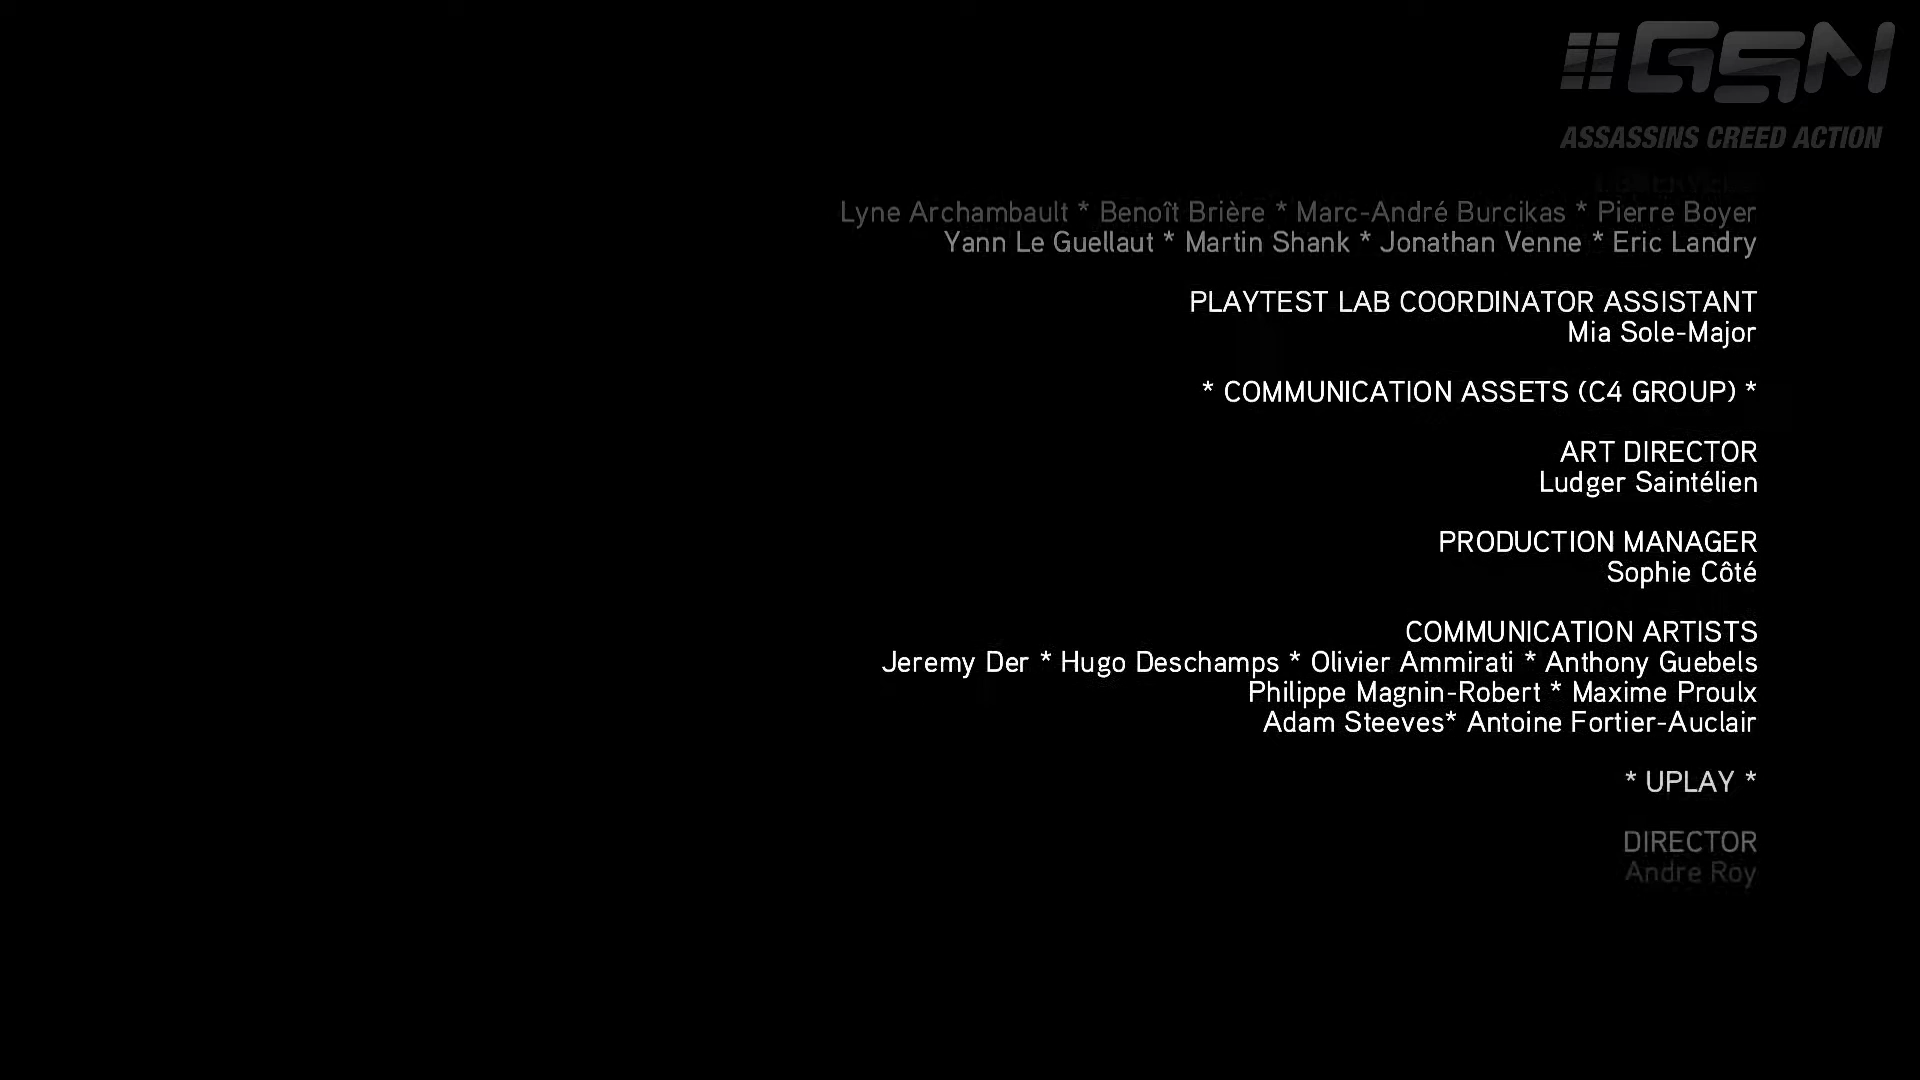 GSN
ASSASSINS CREED ACTION
Lyne Archambault * Benoît Brière * Marc-André Burcikas * Pierre Boyer
Yann Le Guellaut * Martin Shank * Jonathan Venne * Eric Landry
PLAYTEST LAB COORDINATOR ASSISTANT
Mia Sole-Major
* COMMUNICATION ASSETS (C4 GROUP) *
ART DIRECTOR
Ludger Saintélien
PRODUCTION MANAGER
Sophie Côté
COMMUNICATION ARTISTS
Jeremy Der * Hugo Deschamps * Olivier Ammirati * Anthony Guebels
Philippe Magnin-Robert * Maxime Proulx
Adam Steeves* Antoine Fortier-Auclair
* UPLAY *
DIRECTOR
Andre Roy